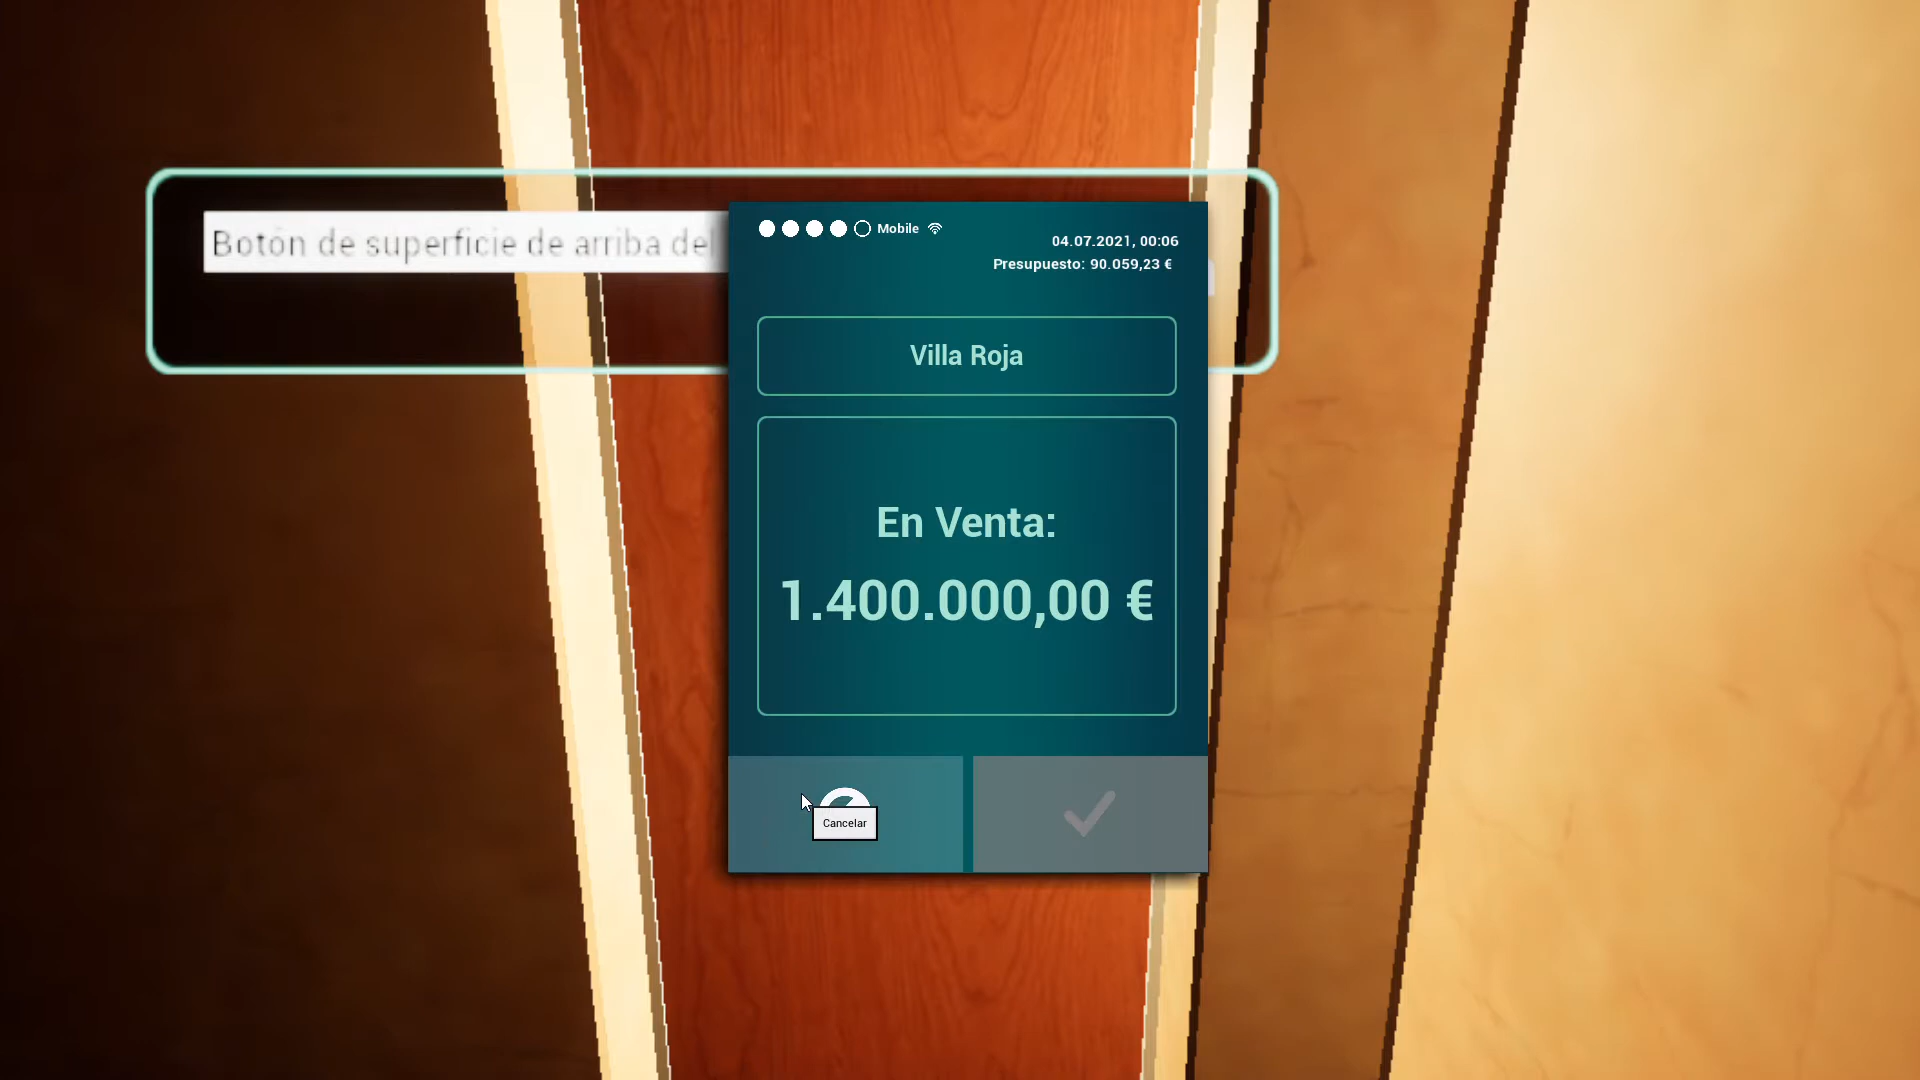 Botón de superficie de arriba del
Mobile
04.07.2021, 00:06
Presupuesto: 90.059,23 €
Villa Roja
En Venta:
1.400.000,00 €
Cancelar